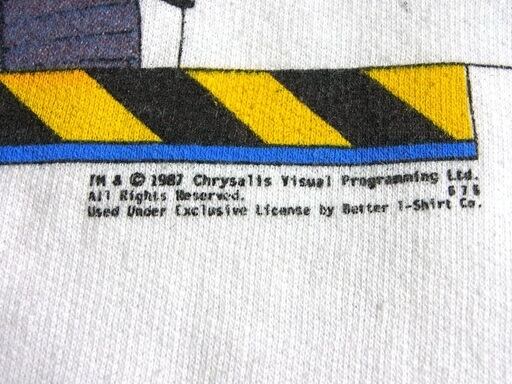 TM & © 1987 Chrysalis Visual Programming Ltd.
All Rights Reserved.
Used Under Exclusive License by Better T-Shirt Co.